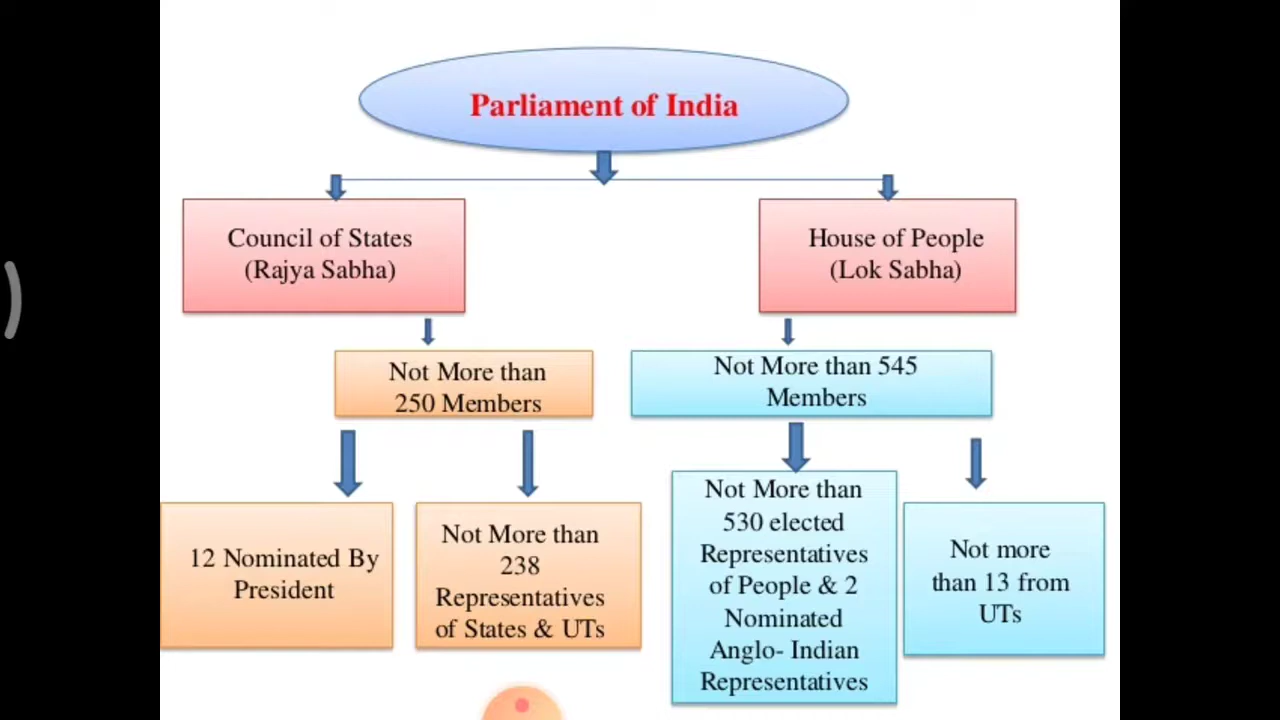 Parliament of India
Council of States
(Rajya Sabha)
House of People
(Lok Sabha)
Not More than
250 Members
Not More than 545
Members
12 Nominated By
President
Not More than
238
Representatives
of States & UTs
Not More than
530 elected
Representatives
of People & 2
Nominated
Anglo- Indian
Representatives
Not more
than 13 from
UTs